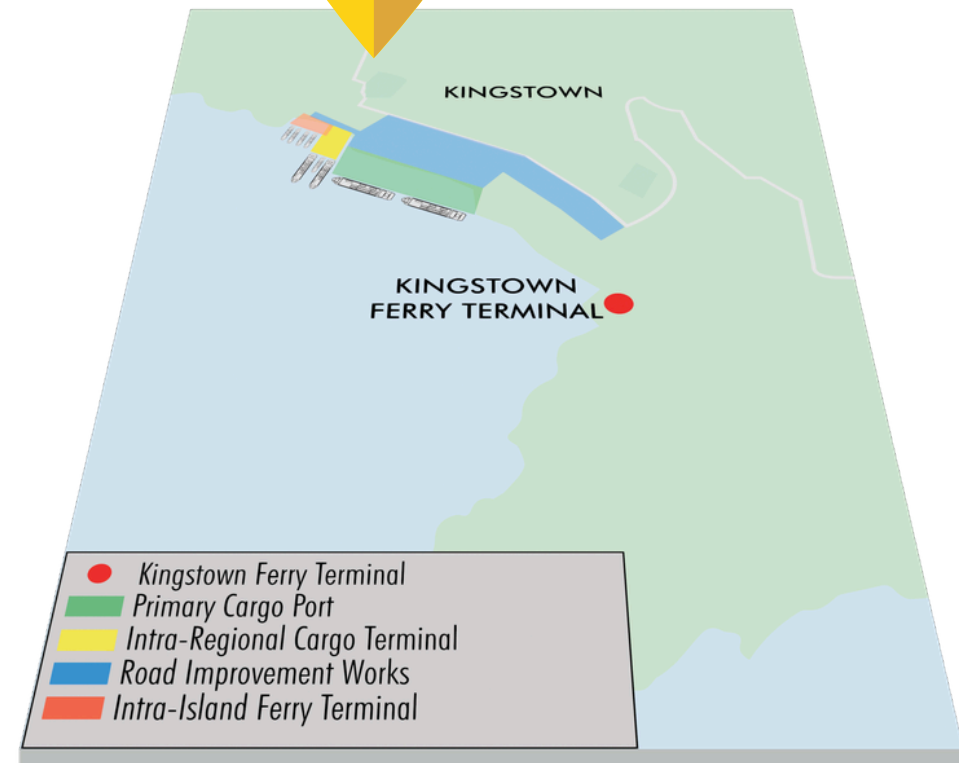 KINGSTOWN
KINGSTOWN
FERRY TERMINAL
Kingstown Ferry Terminal
Primary Cargo Port
Intra-Regional Cargo Terminal
Road Improvement Works
Intra-Island Ferry Terminal